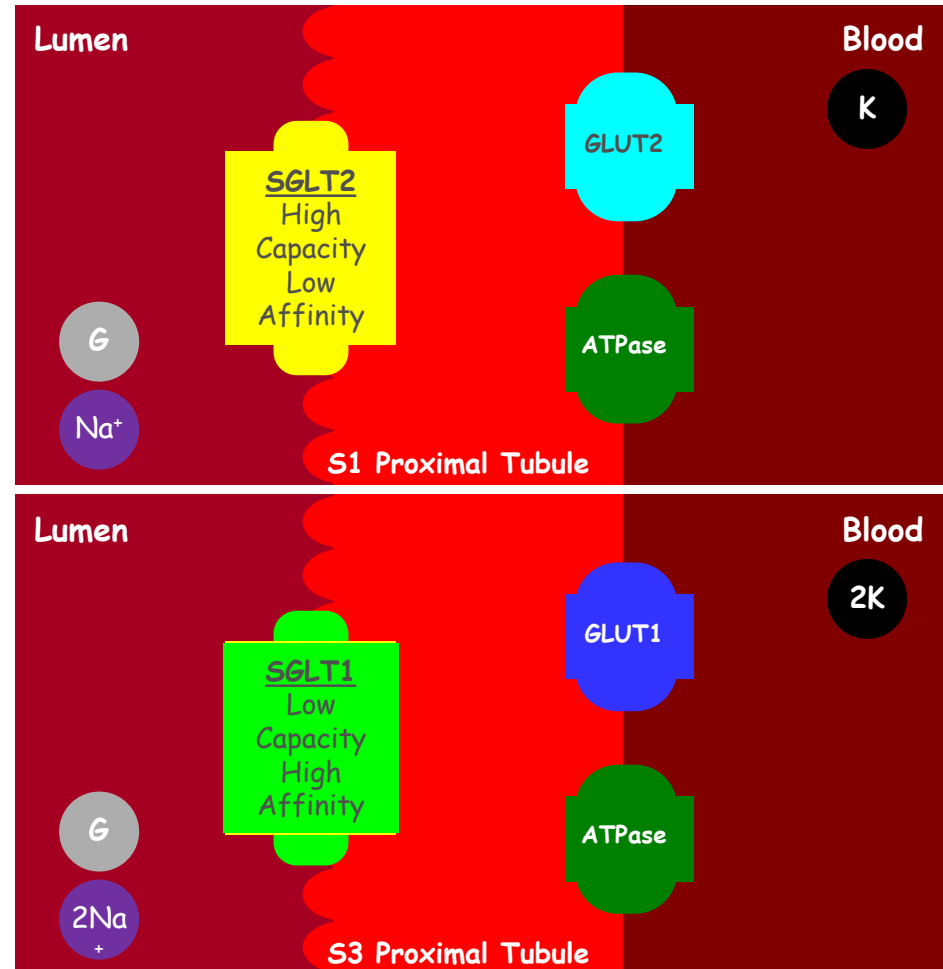 Lumen
Blood
K
GLUT2
SGLT2
High
Capacity
Low
Affinity
G
ATPase
Na⁺
S1 Proximal Tubule
Lumen
Blood
2K
GLUT1
SGLT1
Low
Capacity
High
Affinity
G
ATPase
2Na
+
S3 Proximal Tubule